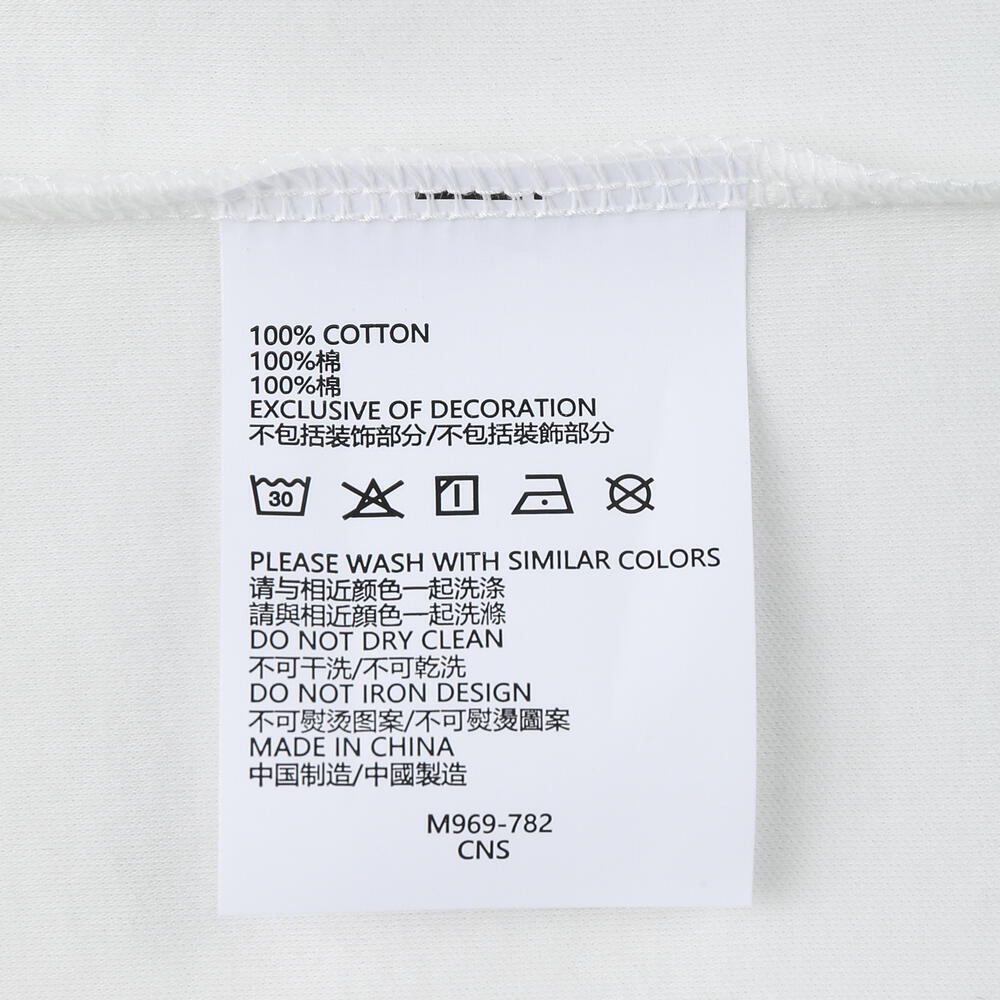 100% COTTON
100%棉
100%棉
EXCLUSIVE OF DECORATION
不包括装饰部分/不包括裝飾部分
30
PLEASE WASH WITH SIMILAR COLORS
请与相近颜色一起洗涤
請與相近顔色一起洗滌
DO NOT DRY CLEAN
不可干洗/不可乾洗
DO NOT IRON DESIGN
不可熨烫图案/不可熨燙圖案
MADE IN CHINA
中国制造/中國製造
M969-782
CNS